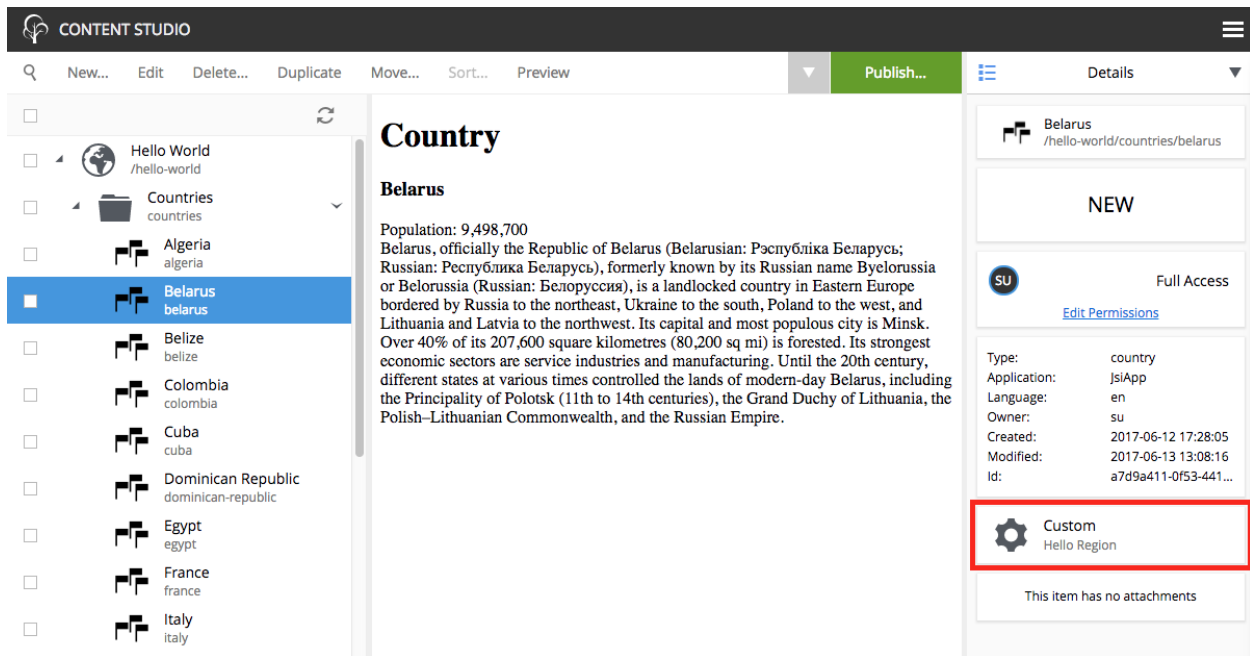 CONTENT STUDIO
New... Edit Delete... Duplicate Move... Sort... Preview Publish... Details
Hello World
/hello-world
Countries
countries
Algeria
algeria
Belarus
belarus
Belize
belize
Colombia
colombia
Cuba
cuba
Dominican Republic
dominican-republic
Egypt
egypt
France
france
Italy
italy
Country
Belarus
Population: 9,498,700
Belarus, officially the Republic of Belarus (Belarusian: Рэспубліка Беларусь;
Russian: Республика Беларусь), formerly known by its Russian name Byelorussia
or Belorussia (Russian: Белоруссия), is a landlocked country in Eastern Europe
bordered by Russia to the northeast, Ukraine to the south, Poland to the west, and
Lithuania and Latvia to the northwest. Its capital and most populous city is Minsk.
Over 40% of its 207,600 square kilometres (80,200 sq mi) is forested. Its strongest
economic sectors are service industries and manufacturing. Until the 20th century,
different states at various times controlled the lands of modern-day Belarus, including
the Principality of Polotsk (11th to 14th centuries), the Grand Duchy of Lithuania, the
Polish–Lithuanian Commonwealth, and the Russian Empire.
Belarus
/hello-world/countries/belarus
NEW
SU Full Access
Edit Permissions
Type: country
Application: JsiApp
Language: en
Owner: su
Created: 2017-06-12 17:28:05
Modified: 2017-06-13 13:08:16
Id: a7d9a411-0f53-441...
Custom
Hello Region
This item has no attachments